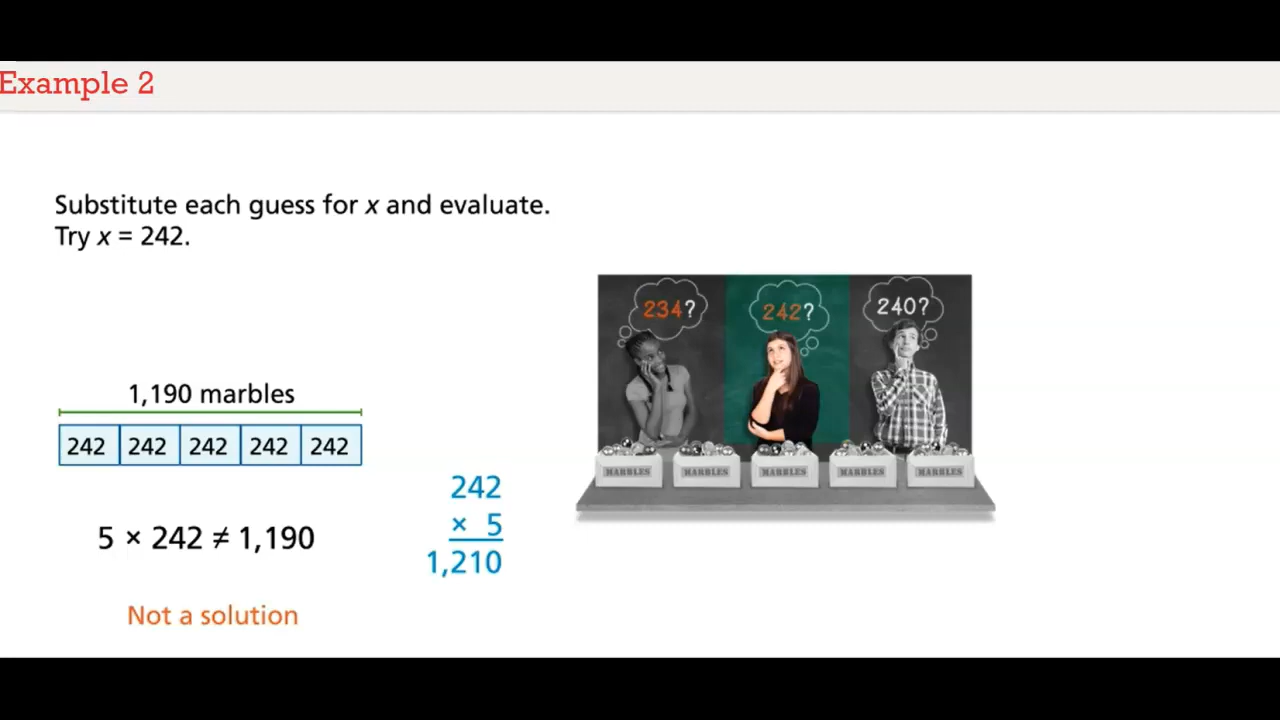 Example 2
Substitute each guess for x and evaluate.
Try x = 242.
234?
242?
240?
1,190 marbles
242 242 242 242 242
MARBLES MARBLES MARBLES MARBLES MARBLES
242
× 5
1,210
5 × 242 ≠ 1,190
Not a solution